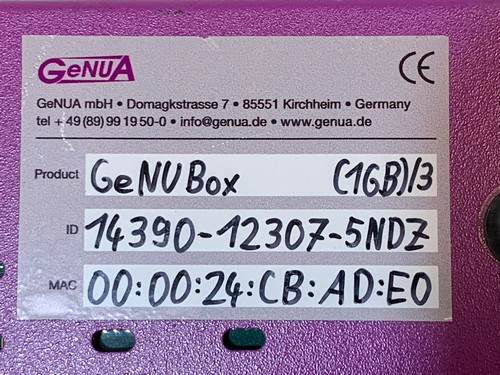 GeNUA
CE
GeNUA mbH • Domagkstrasse 7 • 85551 Kirchheim • Germany
tel +49 (89) 99 19 50-0 • info@genua.de • www.genua.de
Product GeNUBox (1GB)/3
ID 14390-12307-5NDZ
MAC 00:00:24:CB:AD:E0